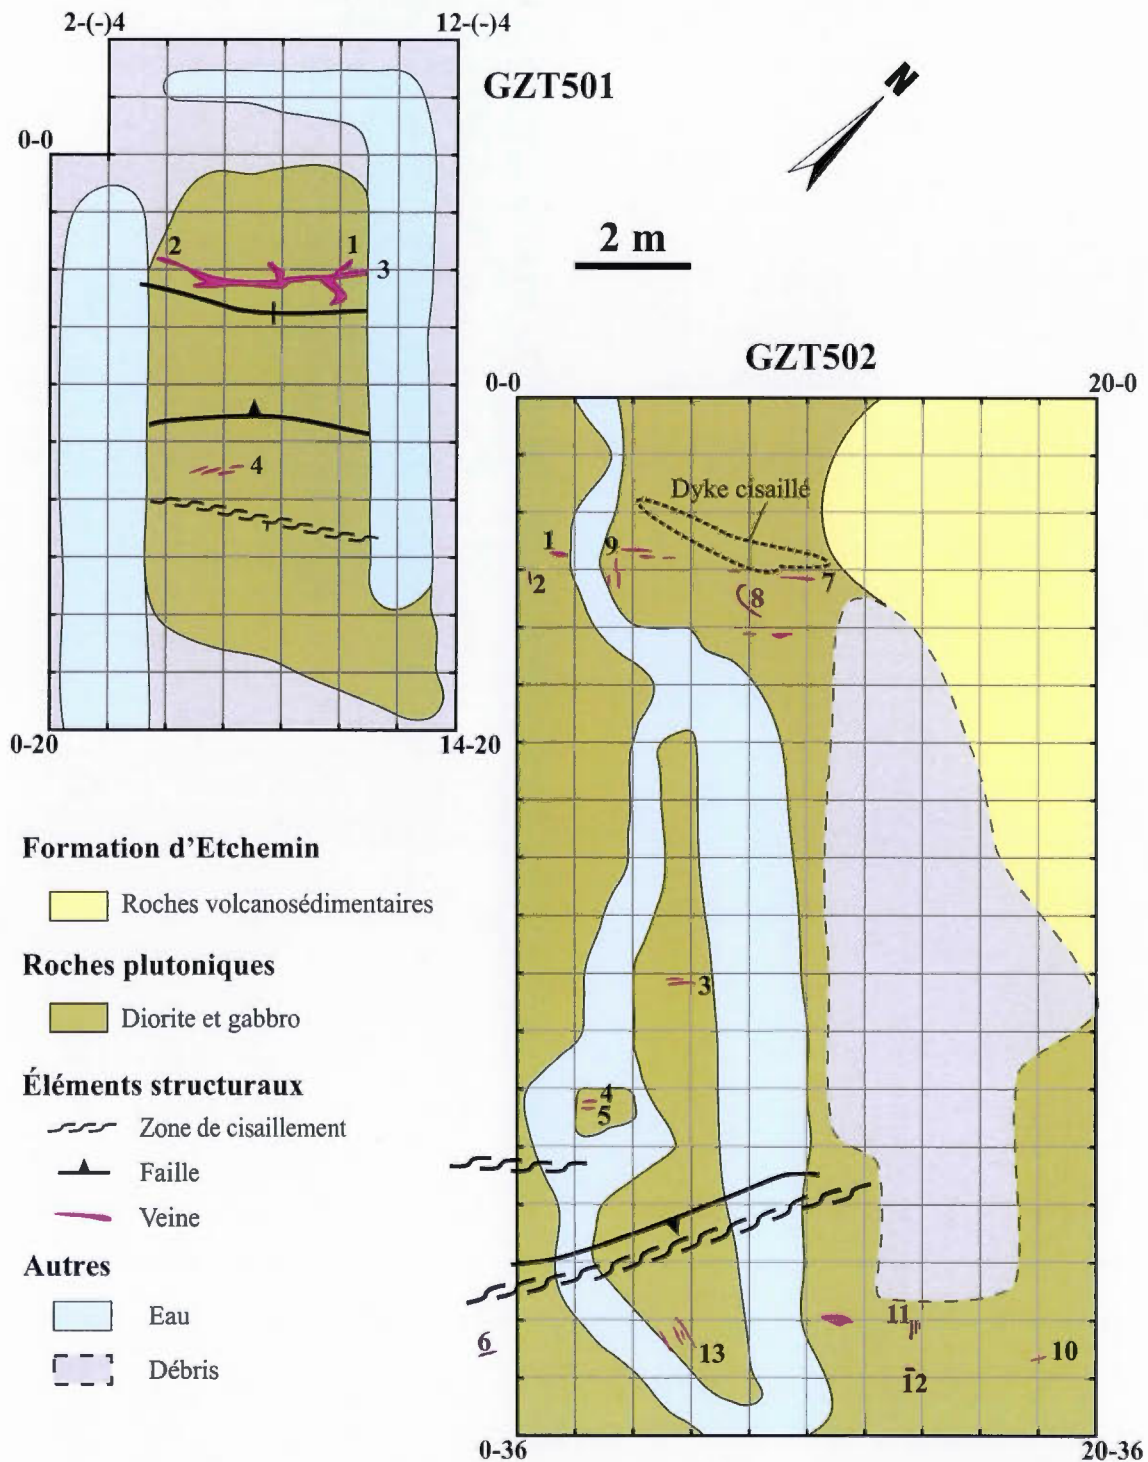 2-(-)4
12-(-)4
GZT501
N
0-0
2
1
3
2 m
4
GZT502
0-0
20-0
Dyke cisaillé
1
9
2
7
8
0-20
14-20
Formation d'Etchemin
Roches volcanosédimentaires
Roches plutoniques
Diorite et gabbro
3
Éléments structuraux
4
5
Zone de cisaillement
Faille
Veine
Autres
Eau
11
6
13
10
Débris
12
0-36
20-36